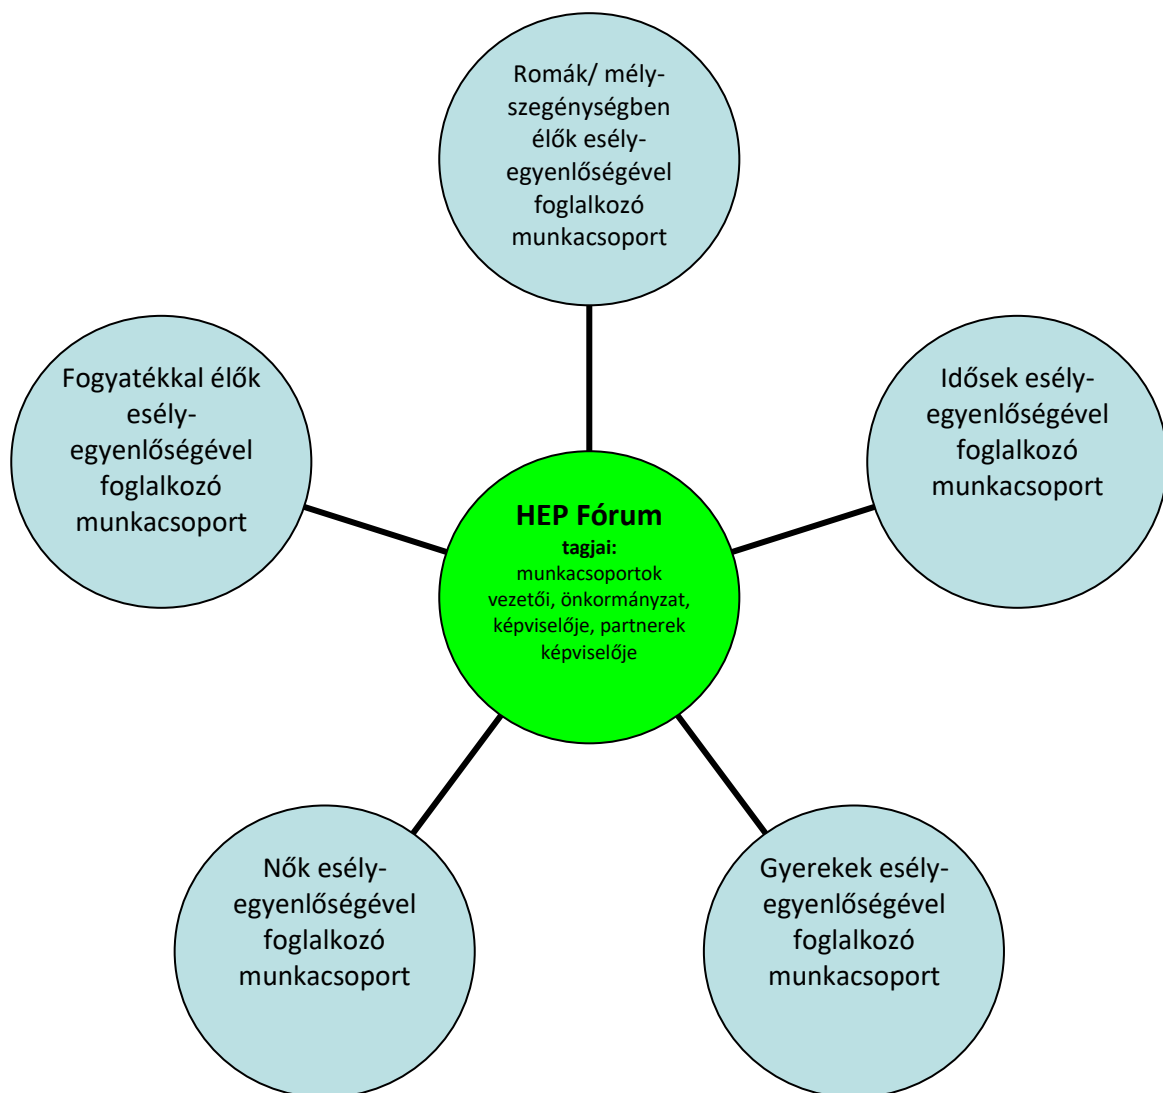 Romák/ mély-
szegénységben
élők esély-
egyenlőségével
foglalkozó
munkacsoport
Fogyatékkal élők
esély-
egyenlőségével
foglalkozó
munkacsoport
Idősek esély-
egyenlőségével
foglalkozó
munkacsoport
HEP Fórum
tagjai:
munkacsoportok
vezetői, önkormányzat,
képviselője, partnerek
képviselője
Nők esély-
egyenlőségével
foglalkozó
munkacsoport
Gyerekek esély-
egyenlőségével
foglalkozó
munkacsoport